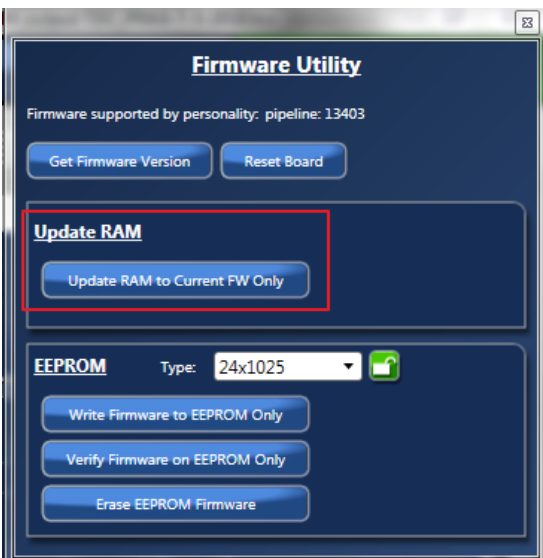 Firmware Utility
Firmware supported by personality: pipeline: 13403
Get Firmware Version Reset Board
Update RAM
Update RAM to Current FW Only
EEPROM Type: 24x1025
Write Firmware to EEPROM Only
Verify Firmware on EEPROM Only
Erase EEPROM Firmware